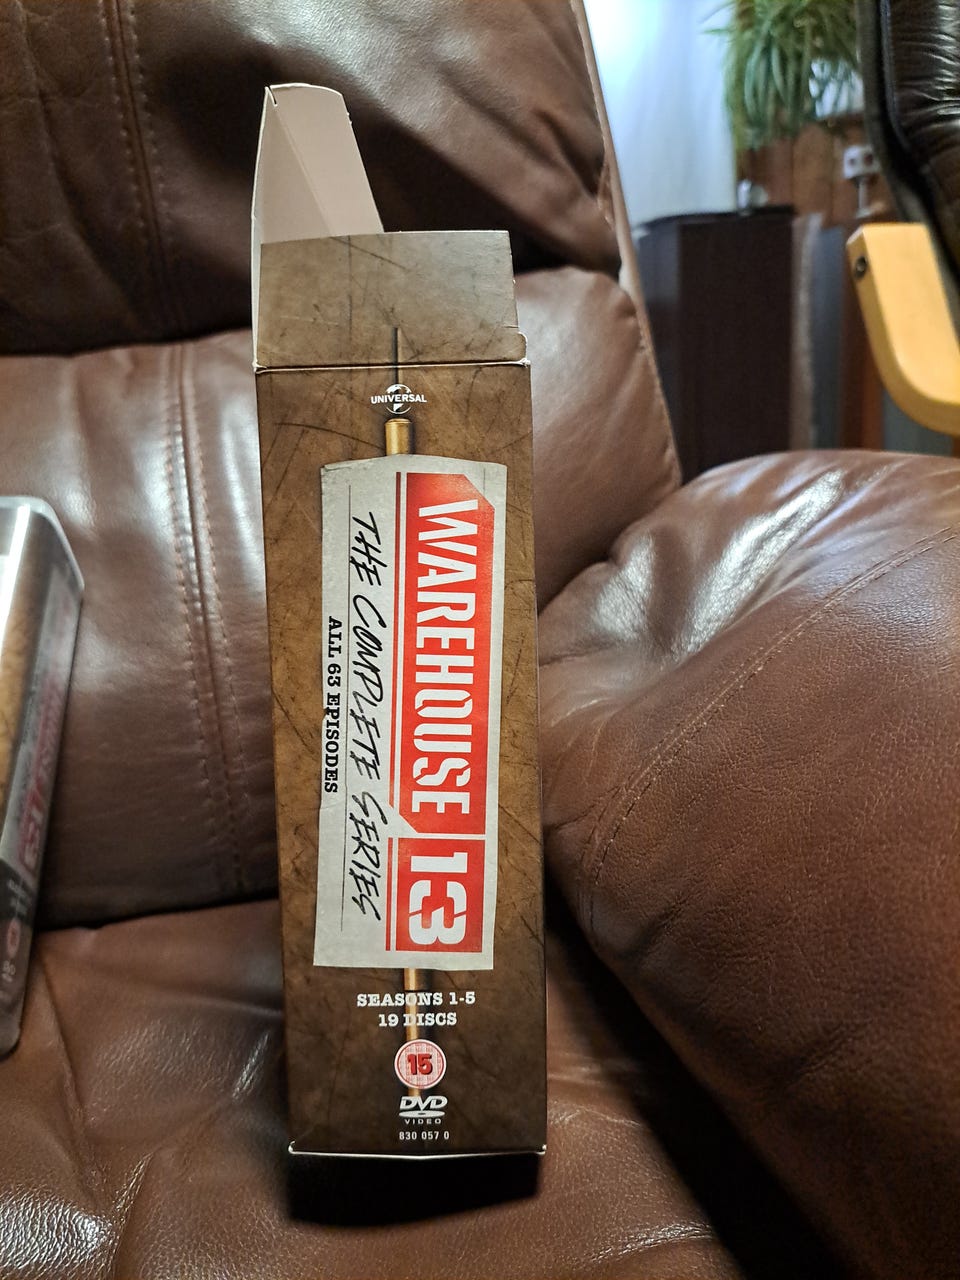 UNIVERSAL
WAREHOUSE 13
THE COMPLETE SERIES
ALL 63 EPISODES
SEASONS 1-5
19 DISCS
15
DVD
VIDEO
830 057 0